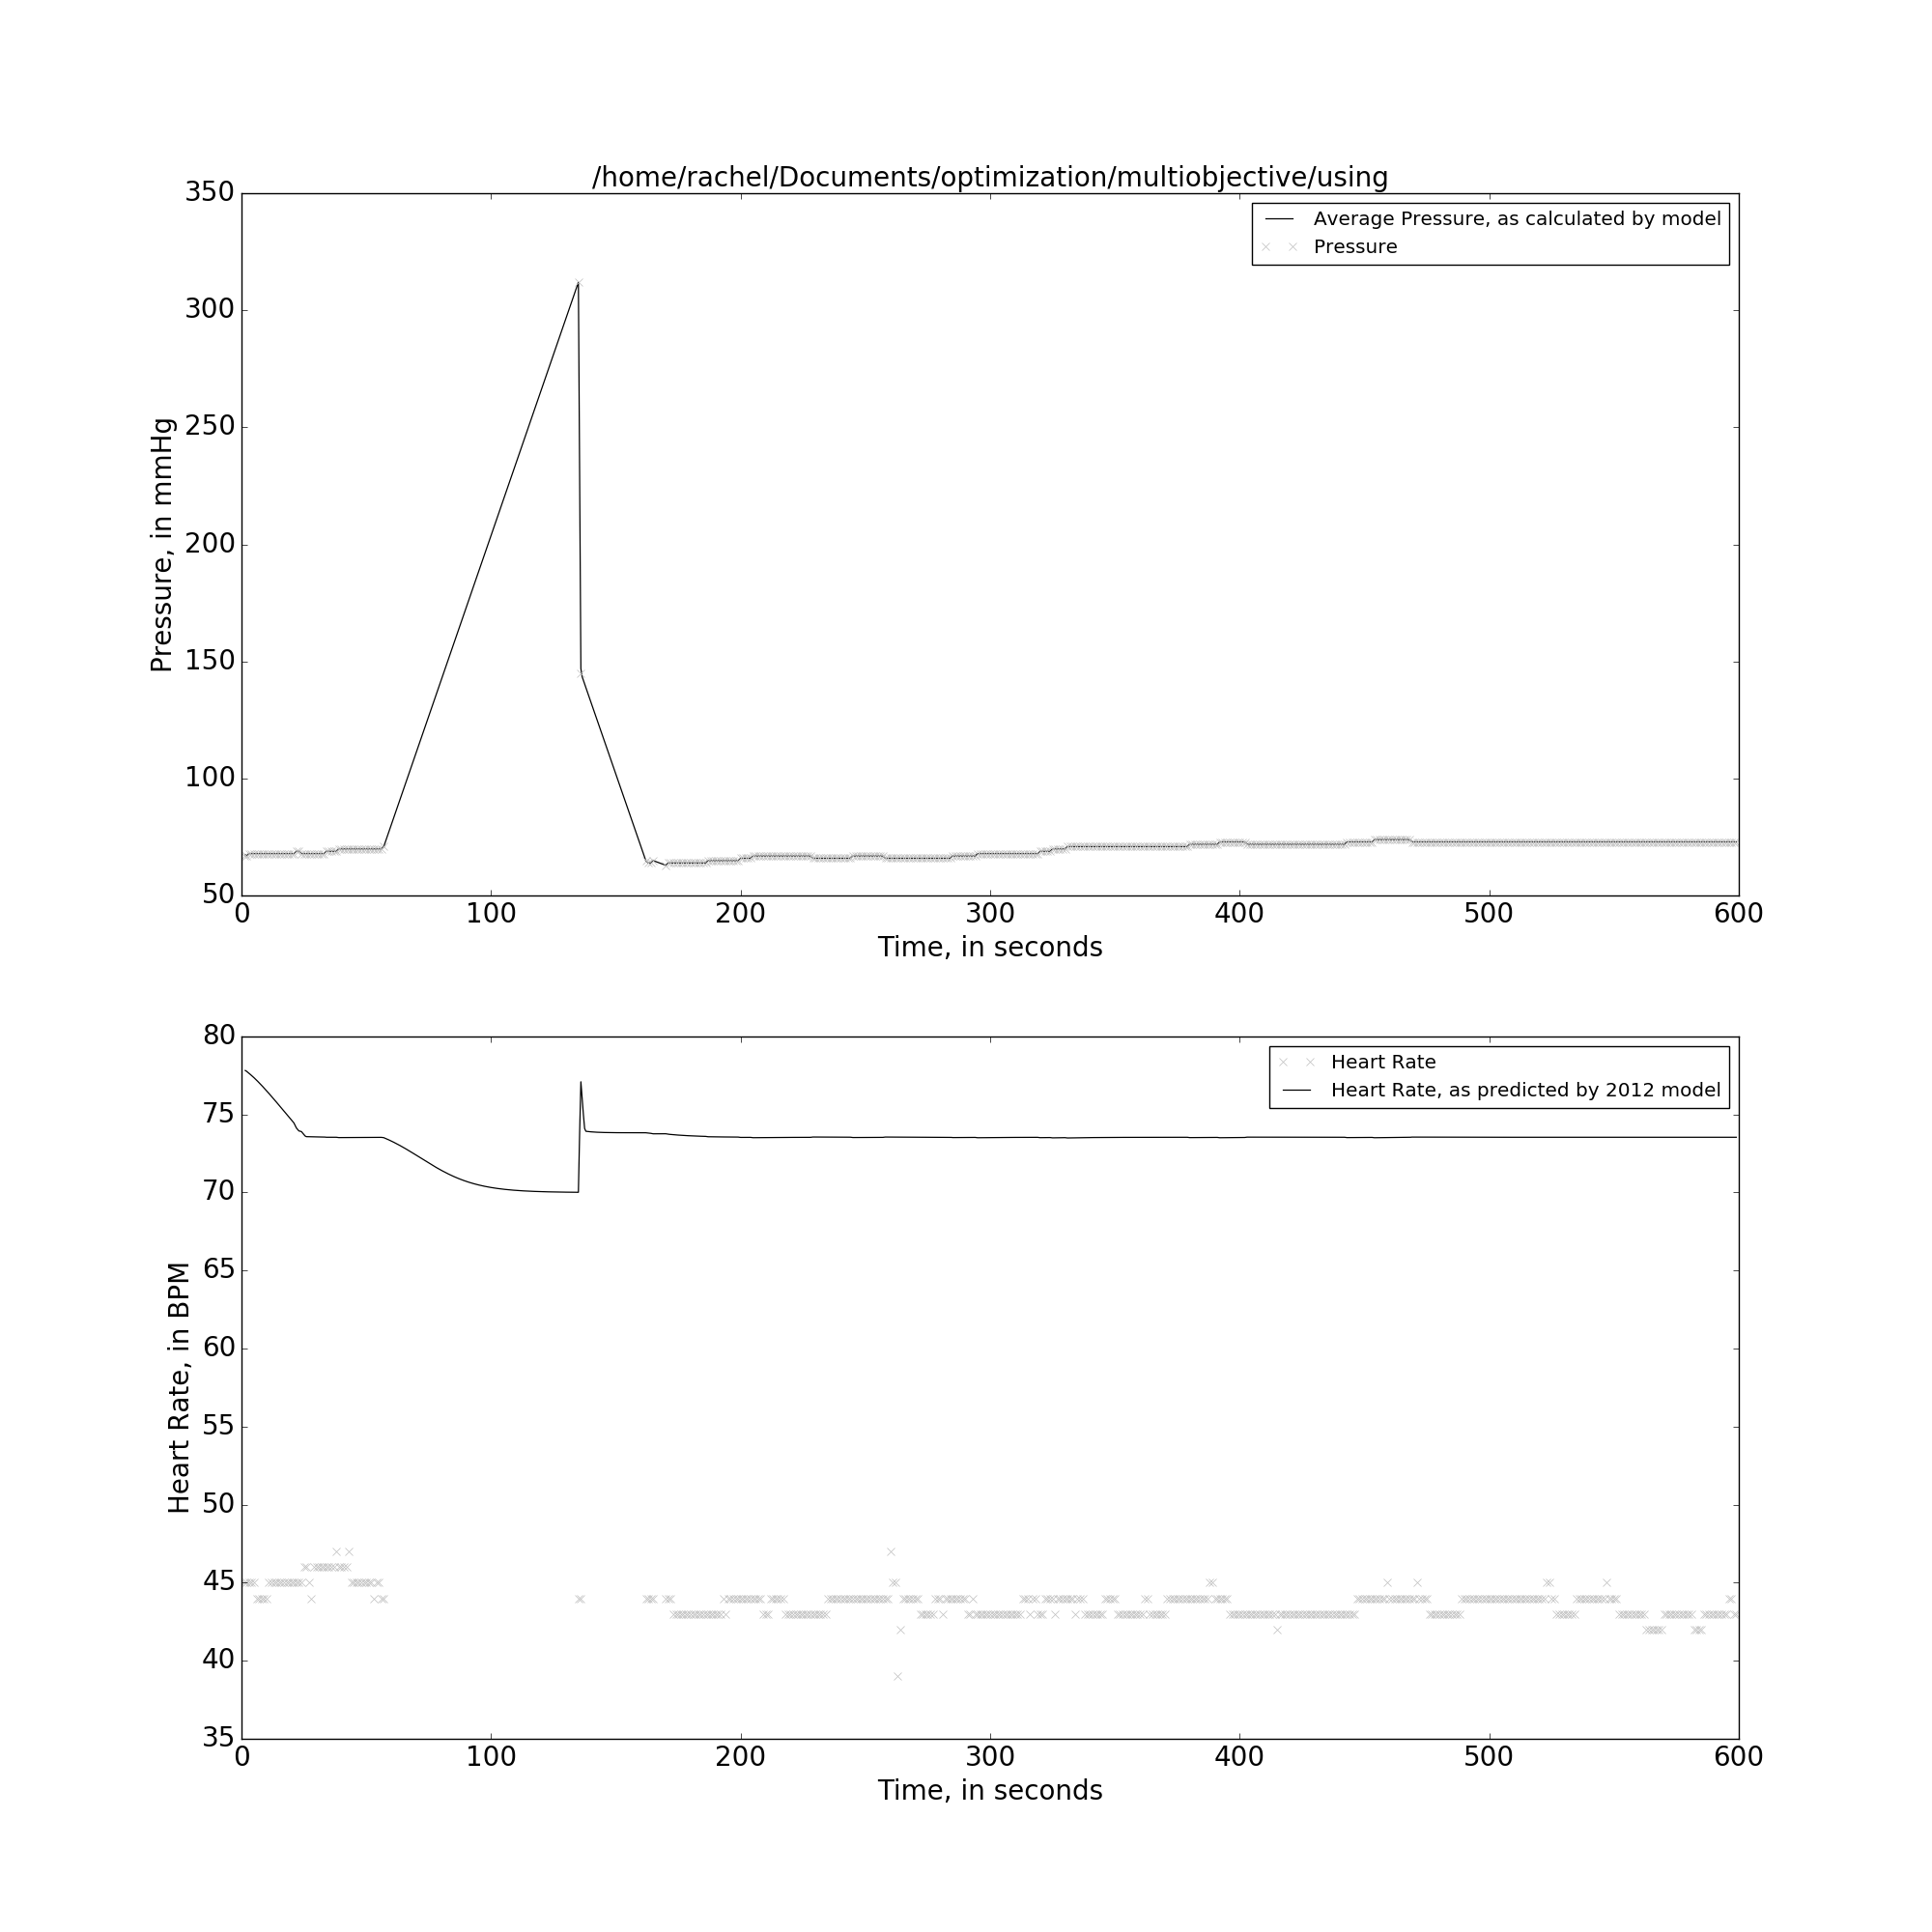 /home/rachel/Documents/optimization/multiobjective/using
350
300
250
200
150
100
50
Pressure, in mmHg
Average Pressure, as calculated by model
Pressure
0 100 200 300 400 500 600
Time, in seconds
80
75
70
65
60
55
50
45
40
35
Heart Rate, in BPM
Heart Rate
Heart Rate, as predicted by 2012 model
0 100 200 300 400 500 600
Time, in seconds